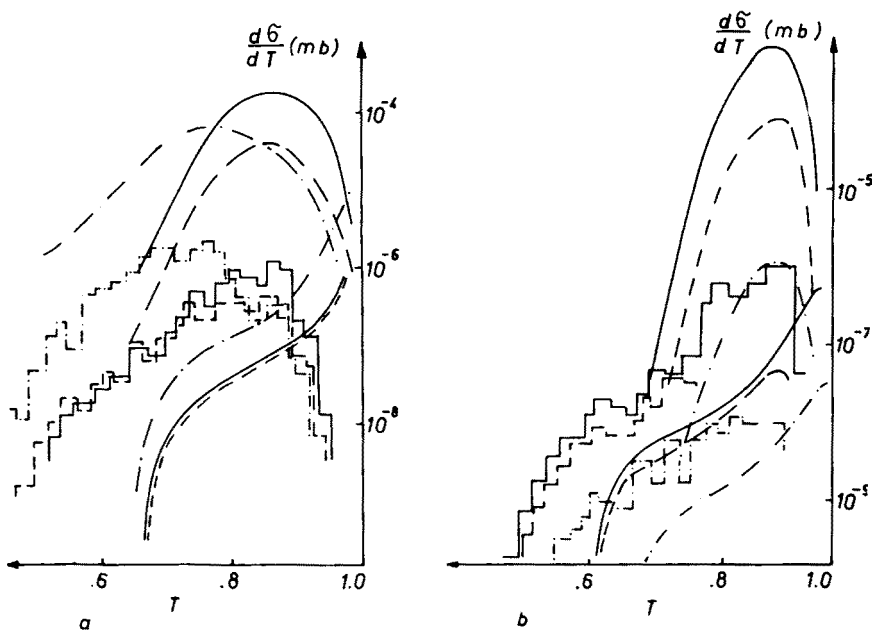 dσ/dT (mb)
10⁻⁴
10⁻⁶
10⁻⁸
.6 .8 1.0
T
a
dσ/dT (mb)
10⁻⁵
10⁻⁷
10⁻⁵
.6 .8 1.0
T
b